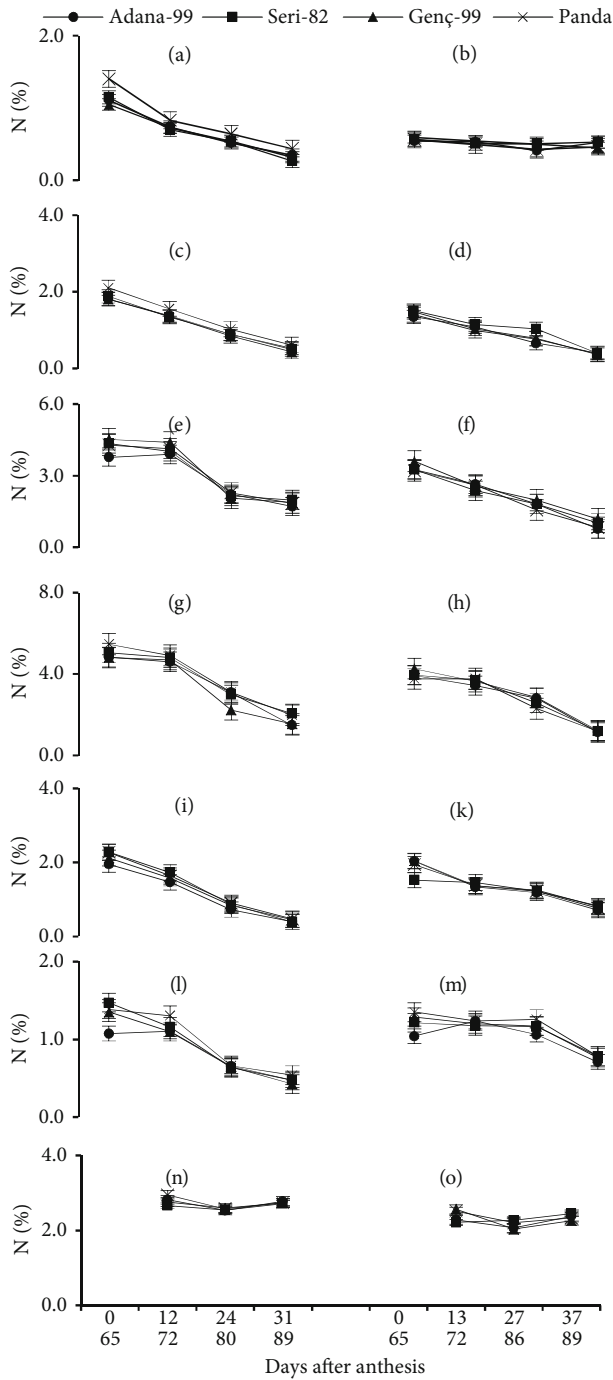 Adana-99 Seri-82 Genç-99 Panda
N (%) 2.0 0.0 (a) (b)
N (%) 4.0 2.0 0.0 (c) (d)
N (%) 6.0 3.0 0.0 (e) (f)
N (%) 8.0 4.0 0.0 (g) (h)
N (%) 4.0 2.0 0.0 (i) (k)
N (%) 2.0 1.0 0.0 (l) (m)
N (%) 4.0 2.0 0.0 (n) (o)
0 12 24 31 0 13 27 37
65 72 80 89 65 72 86 89
Days after anthesis